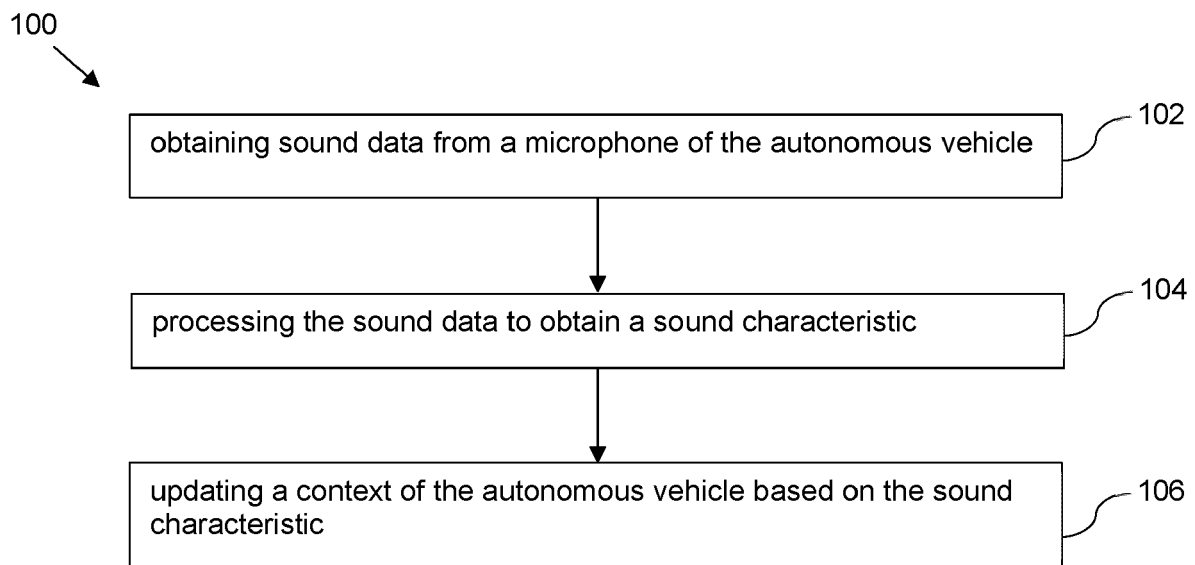 100
obtaining sound data from a microphone of the autonomous vehicle
102
processing the sound data to obtain a sound characteristic
104
updating a context of the autonomous vehicle based on the sound
characteristic
106